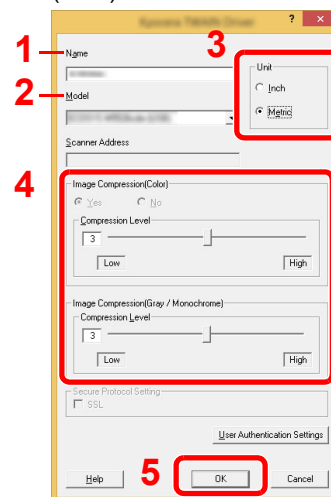 Kyocera TWAIN Driver ? ×
1 Name
3
Unit
Inch
Metric
2 Model
Scanner Address
4
Image Compression(Color)
Yes No
Compression Level
3
Low High
Image Compression(Gray / Monochrome)
Compression Level
3
Low High
Secure Protocol Setting
SSL
User Authentication Settings
Help 5 OK Cancel